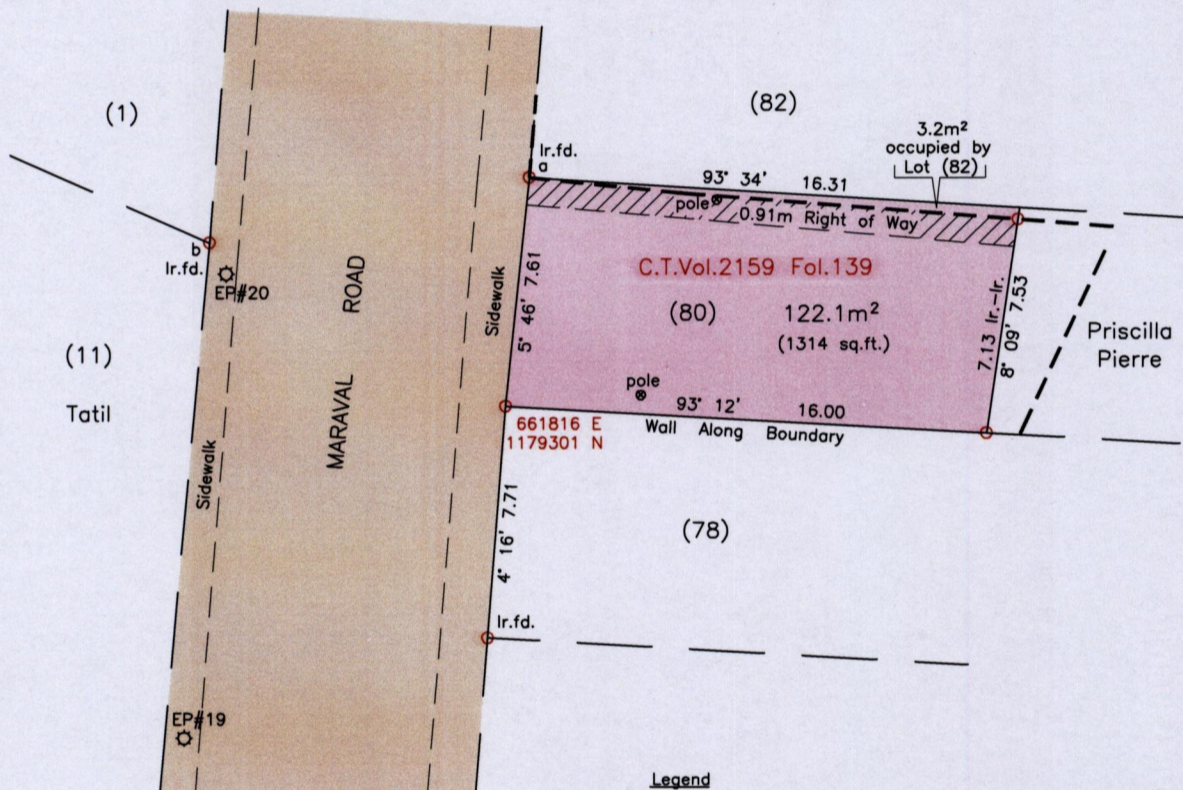 (1)
(82)
3.2m²
occupied by
Lot (82)
Ir.fd.
a
93° 34' 16.31
pole
0.91m Right of Way
b
Ir.fd.
EP#20
MARAVAL ROAD
Sidewalk
5° 46' 7.61
C.T.Vol.2159 Fol.139
(80)
122.1m²
(1314 sq.ft.)
7.13 Ir.-Ir.
8° 09' 7.53
Priscilla
Pierre
(11)
Tatil
pole
93° 12' 16.00
Wall Along Boundary
661816 E
1179301 N
Sidewalk
4° 16' 7.71
(78)
Ir.fd.
EP#19
Legend